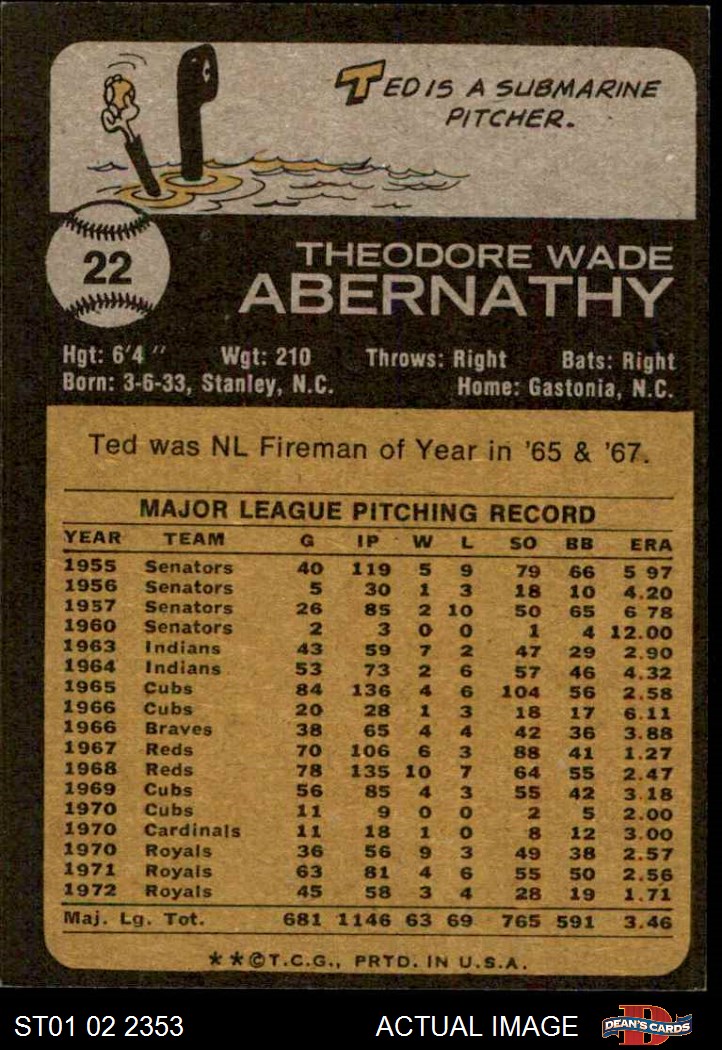 TED IS A SUBMARINE
PITCHER.
C
22
THEODORE WADE
ABERNATHY
Hgt: 6'4" Wgt: 210 Throws: Right Bats: Right
Born: 3-6-33, Stanley, N.C. Home: Gastonia, N.C.
Ted was NL Fireman of Year in '65 & '67.
MAJOR LEAGUE PITCHING RECORD
YEAR TEAM G IP W L SO BB ERA
1955 Senators 40 119 5 9 79 66 5 97
1956 Senators 5 30 1 3 18 10 4.20
1957 Senators 26 85 2 10 50 65 6 78
1960 Senators 2 3 0 0 1 4 12.00
1963 Indians 43 59 7 2 47 29 2.90
1964 Indians 53 73 2 6 57 46 4.32
1965 Cubs 84 136 4 6 104 56 2.58
1966 Cubs 20 28 1 3 18 17 6.11
1966 Braves 38 65 4 4 42 36 3.88
1967 Reds 70 106 6 3 88 41 1.27
1968 Reds 78 135 10 7 64 55 2.47
1969 Cubs 56 85 4 3 55 42 3.18
1970 Cubs 11 9 0 0 2 5 2.00
1970 Cardinals 11 18 1 0 8 12 3.00
1970 Royals 36 56 9 3 49 38 2.57
1971 Royals 63 81 4 6 55 50 2.56
1972 Royals 45 58 3 4 28 19 1.71
Maj. Lg. Tot. 681 1146 63 69 765 591 3.46
**©T.C.G., PRTD. IN U.S.A.
ST01 02 2353 ACTUAL IMAGE D DEAN'S CARDS